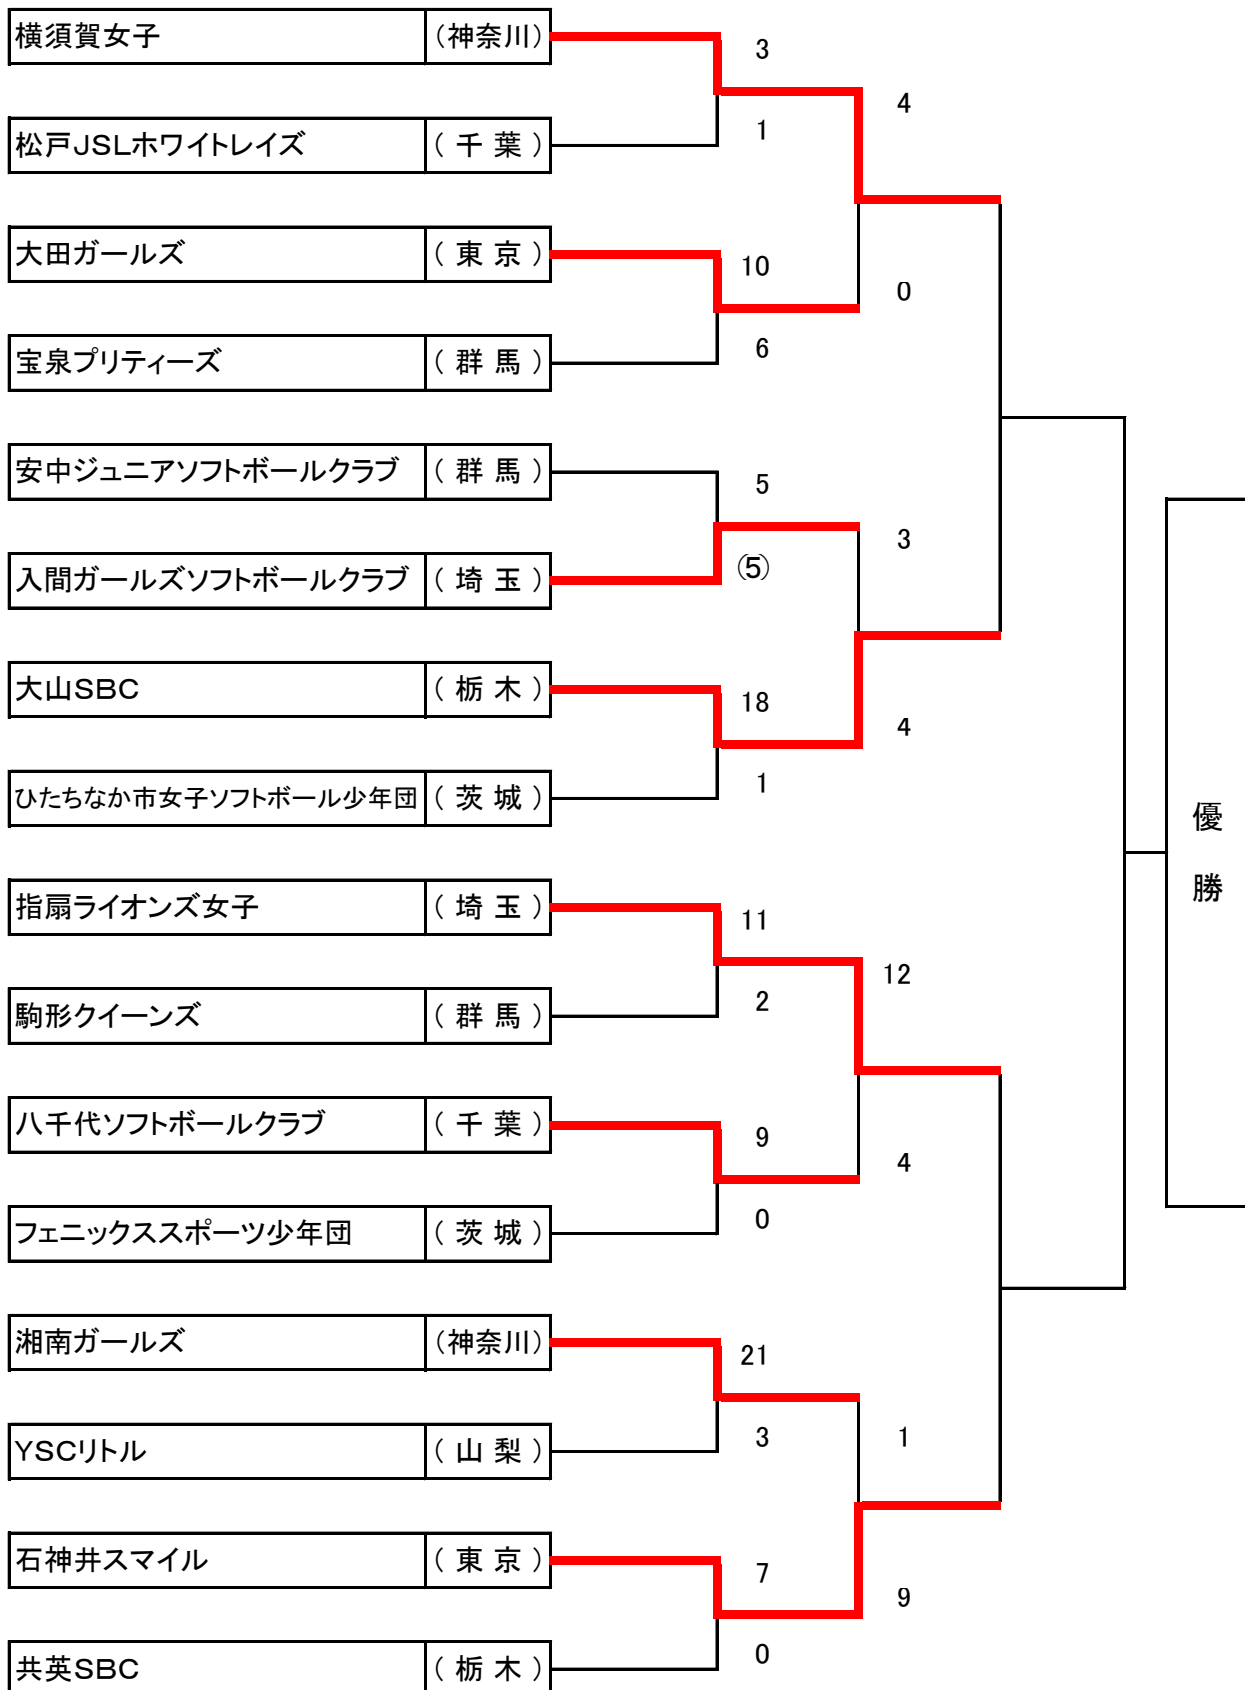 横須賀女子 (神奈川)
3
4
松戸JSLホワイトレイズ ( 千 葉 )
1
大田ガールズ ( 東 京 )
10
0
宝泉プリティーズ ( 群 馬 )
6
安中ジュニアソフトボールクラブ ( 群 馬 )
5
3
入間ガールズソフトボールクラブ ( 埼 玉 )
⑤
大山SBC ( 栃 木 )
18
4
ひたちなか市女子ソフトボール少年団 ( 茨 城 )
1
優
勝
指扇ライオンズ女子 ( 埼 玉 )
11
12
駒形クイーンズ ( 群 馬 )
2
八千代ソフトボールクラブ ( 千 葉 )
9
4
フェニックススポーツ少年団 ( 茨 城 )
0
湘南ガールズ (神奈川)
21
1
YSCリトル ( 山 梨 )
3
石神井スマイル ( 東 京 )
7
9
共英SBC ( 栃 木 )
0